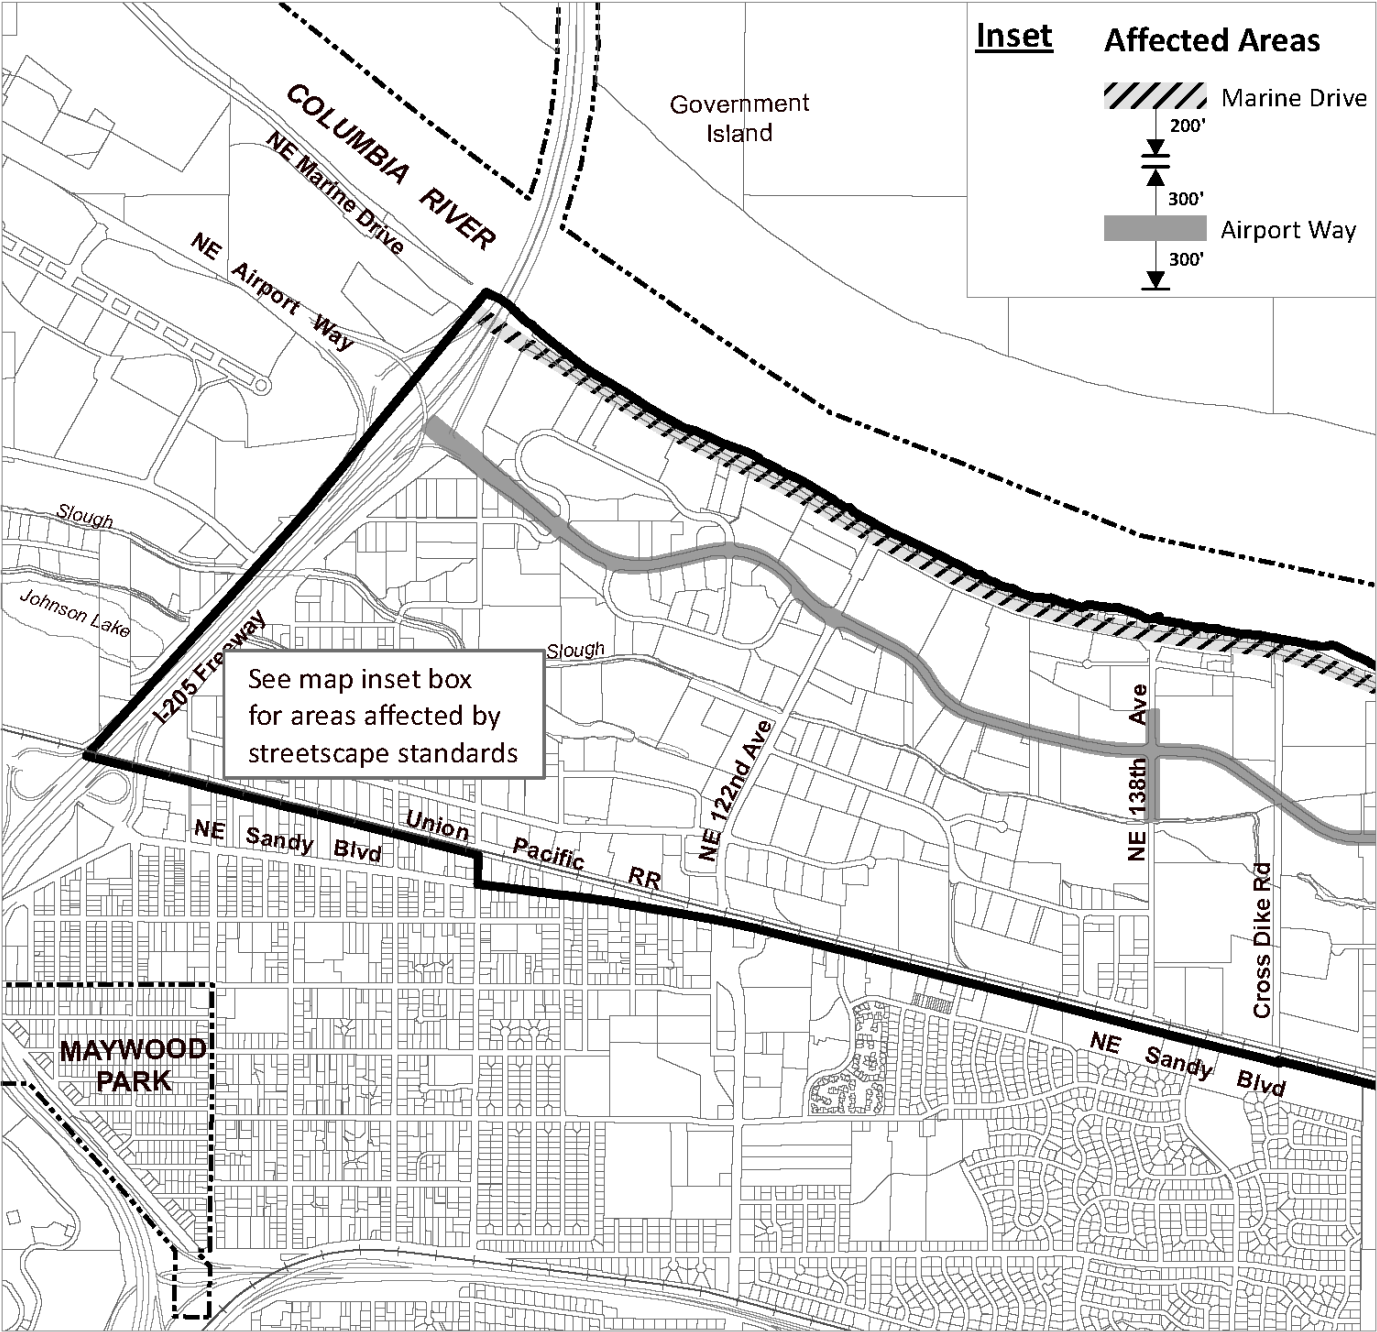 Inset
Affected Areas
Marine Drive
200'
300'
Airport Way
300'
Government
Island
COLUMBIA RIVER
NE Marine Drive
NE Airport Way
Slough
Johnson Lake
I-205 Freeway
See map inset box
for areas affected by
streetscape standards
Slough
NE 122nd Ave
NE 138th Ave
Cross Dike Rd
NE Sandy Blvd
Union Pacific RR
NE Sandy Blvd
MAYWOOD
PARK